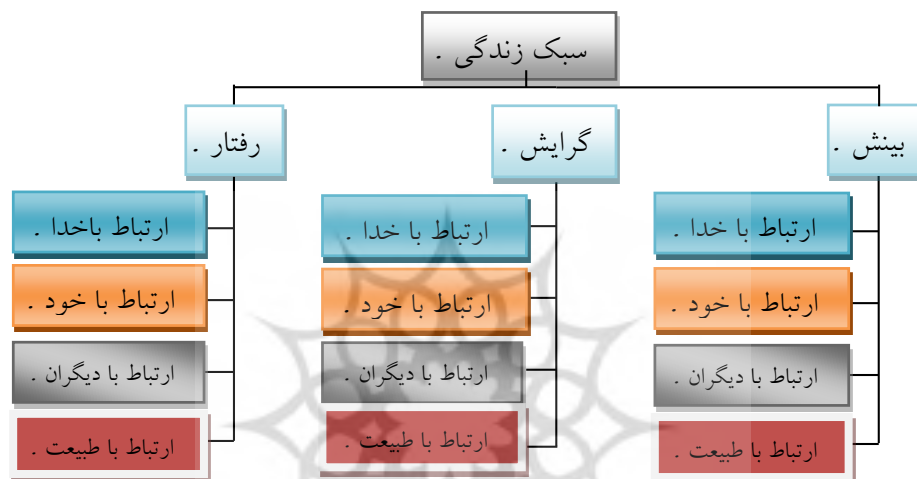 سبک زندگی .
بینش .
گرایش .
رفتار .
ارتباط با خدا .
ارتباط با خود .
ارتباط با دیگران .
ارتباط با طبیعت .
ارتباط با خدا .
ارتباط با خود .
ارتباط با دیگران .
ارتباط با طبیعت .
ارتباط باخدا .
ارتباط با خود .
ارتباط با دیگران .
ارتباط با طبیعت .